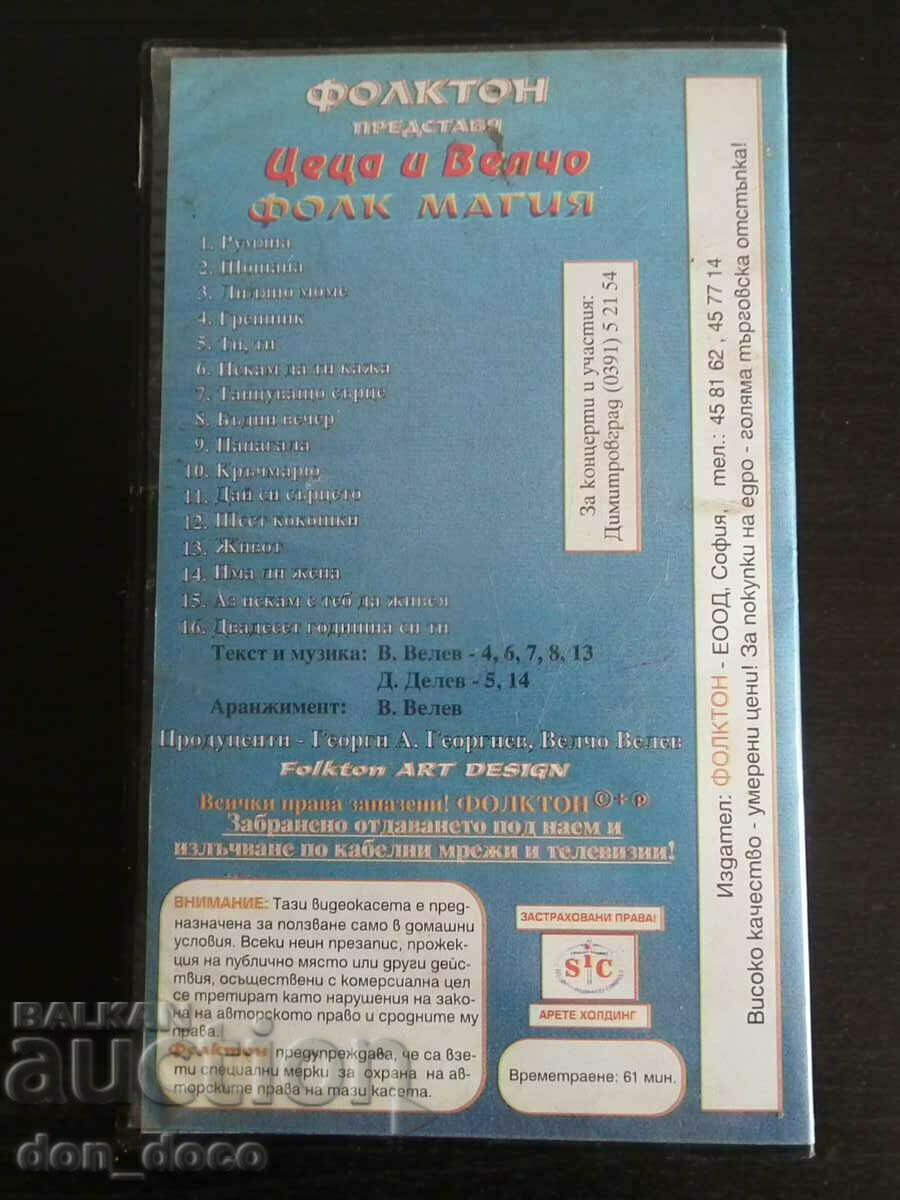 ФОЛКТОН
ПРЕДСТАВЯ
Цеца и Велчо
ФОЛК МАГИЯ
1. Румяна
2. Шопкана
3. Лиляно моме
4. Грешник
5. Ти, ти
6. Искам да ти кажа
7. Танцуващо сърце
8. Бъдни вечер
9. Папагала
10. Кръчмарю
11. Дай си сърцето
12. Шест кокошки
13. Живот
14. Има ли жена
15. Аз искам с теб да живея
16. Двадесет годишна си ти
Текст и музика: В. Велев - 4, 6, 7, 8, 13
Д. Делев - 5, 14
Аранжимент: В. Велев
Продуценти - Георги А. Георгиев, Велчо Велев
Folkton ART DESIGN
Всички права запазени! ФОЛКТОН ©+℗
Забранено отдаването под наем и
излъчване по кабелни мрежи и телевизии!
ВНИМАНИЕ: Тази видеокасета е пред-
назначена за ползване само в домашни
условия. Всеки неин презапис, прожек-
ция на публично място или други дейс-
твия, осъществени с комерсиална цел
се третират като нарушения на зако-
на на авторското право и сродните му
права.
Фолктон предупреждава, че са взе-
ти специални мерки за охрана на ав-
торските права на тази касета.
ЗАСТРАХОВАНИ ПРАВА!
SIC
АРЕТЕ ХОЛДИНГ
Времетраене: 61 мин.
За концерти и участия:
Димитровград (0391) 5 21 54
Издател: ФОЛКТОН - ЕООД, София, тел.: 45 81 62 , 45 77 14
Високо качество - умерени цени! За покупки на едро - голяма търговска отстъпка!
BALKAN
auction
don_doco